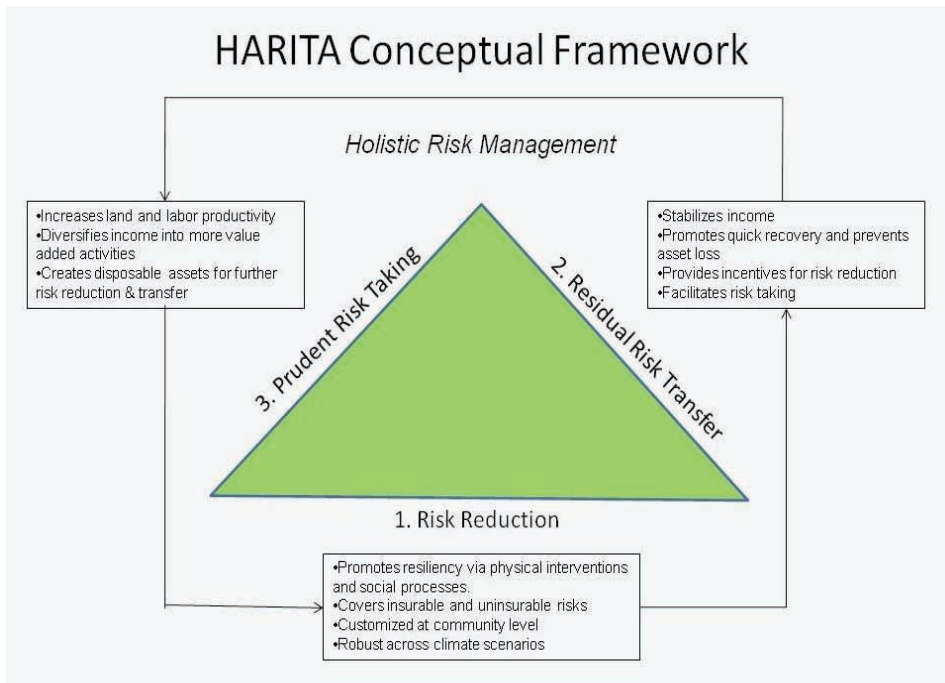 HARITA Conceptual Framework
Holistic Risk Management
•Increases land and labor productivity
•Diversifies income into more value
added activities
•Creates disposable assets for further
risk reduction & transfer
3. Prudent Risk Taking
2. Residual Risk Transfer
•Stabilizes income
•Promotes quick recovery and prevents
asset loss
•Provides incentives for risk reduction
•Facilitates risk taking
1. Risk Reduction
•Promotes resiliency via physical interventions
and social processes.
•Covers insurable and uninsurable risks
•Customized at community level
•Robust across climate scenarios